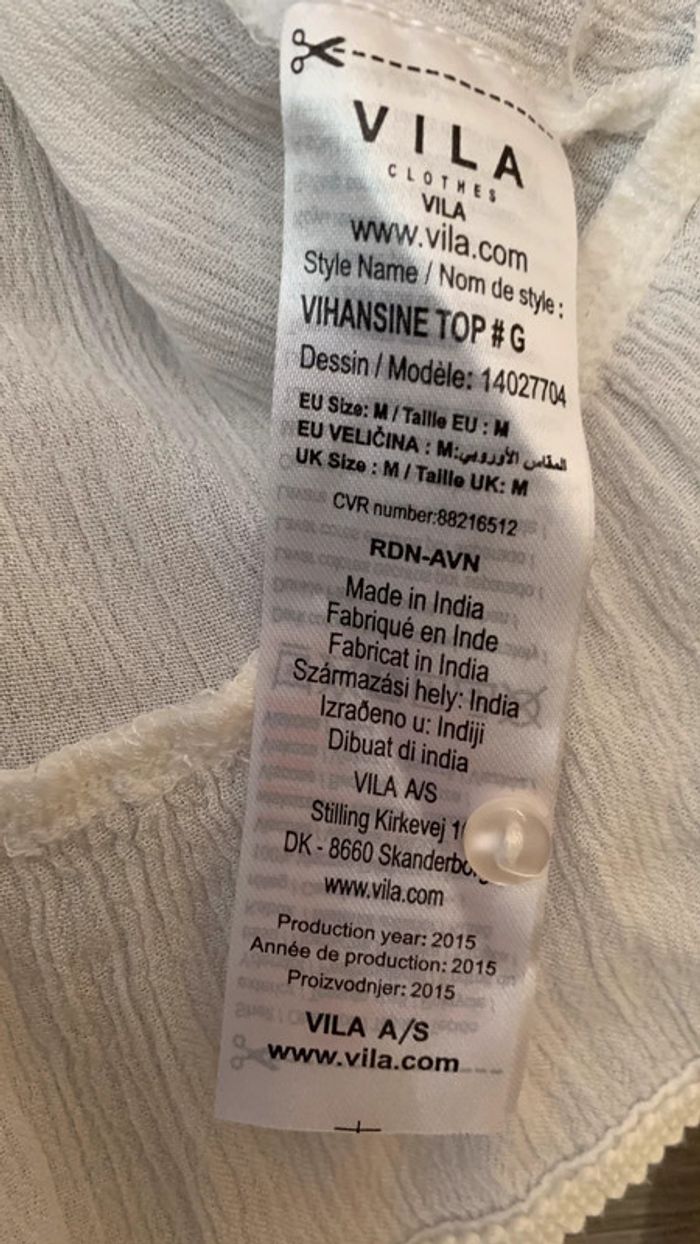 VILA
CLOTHES
VILA
www.vila.com
Style Name / Nom de style :
VIHANSINE TOP # G
Dessin / Modèle: 14027704
EU Size: M / Taille EU : M
EU VELIČINA : M:المقاس الأوروبي
UK Size : M / Taille UK: M
CVR number:88216512
RDN-AVN
Made in India
Fabriqué en Inde
Fabricat in India
Származási hely: India
Izraðeno u: Indiji
Dibuat di india
VILA A/S
Stilling Kirkevej
DK - 8660
www.vila.com
Production year: 2015
Année de production: 2015
Proizvodnjer: 2015
VILA A/S
www.vila.com